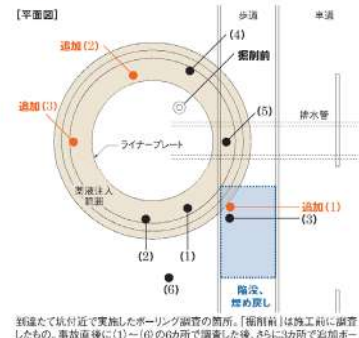 [平面図]
歩道
車道
追加(2)
(4)
掘削前
追加(3)
(5)
排水管
ライナープレート
薬液注入
範囲
追加(1)
(3)
(2)
(1)
(6)
陥没、
埋め戻し
到達たて坑付近で実施したボーリング調査の箇所。「掘削前」は施工前に調査
したもの。事故直後に(1)〜(6)の6カ所で調査した後、さらに3カ所で追加ボー